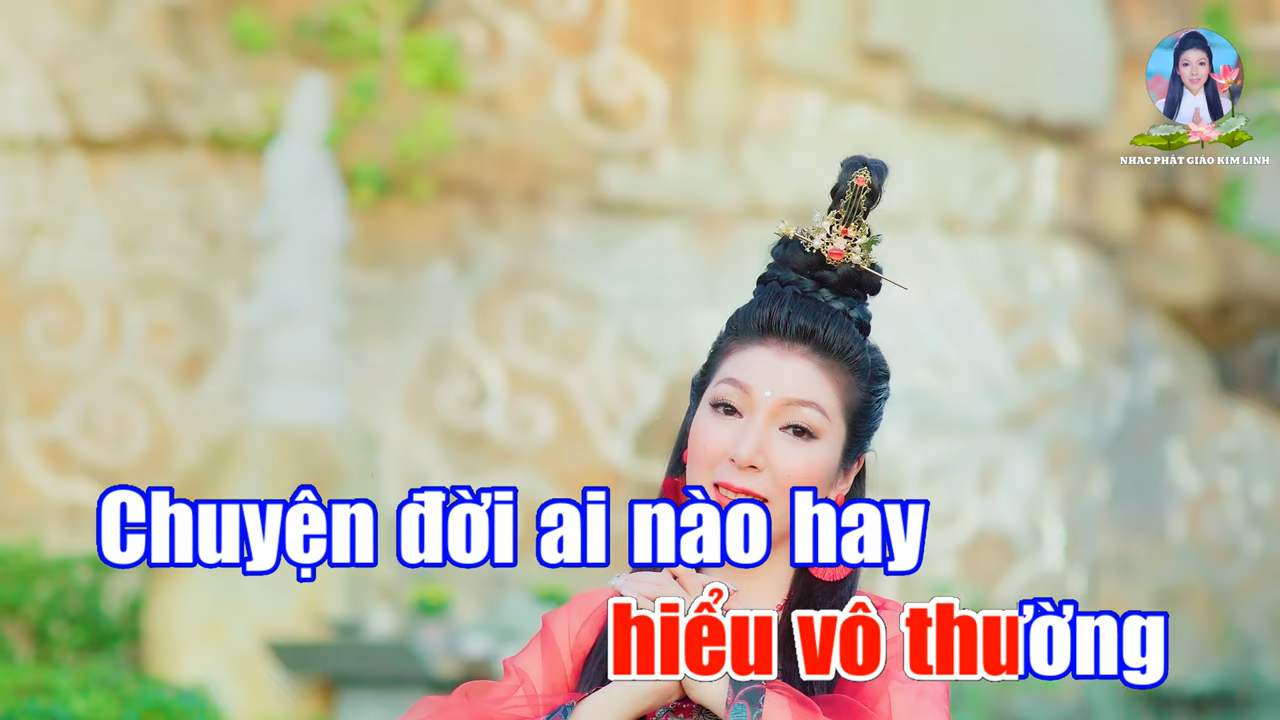 NHẠC PHẬT GIÁO KIM LINH
Chuyện đời ai nào hay
hiểu vô thường